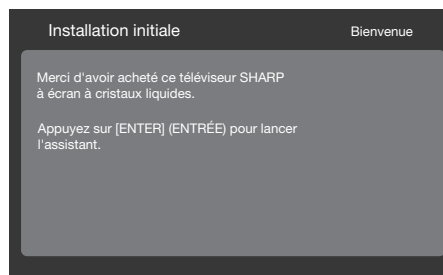 Installation initiale
Bienvenue
Merci d'avoir acheté ce téléviseur SHARP
à écran à cristaux liquides.
Appuyez sur [ENTER] (ENTRÉE) pour lancer
l'assistant.